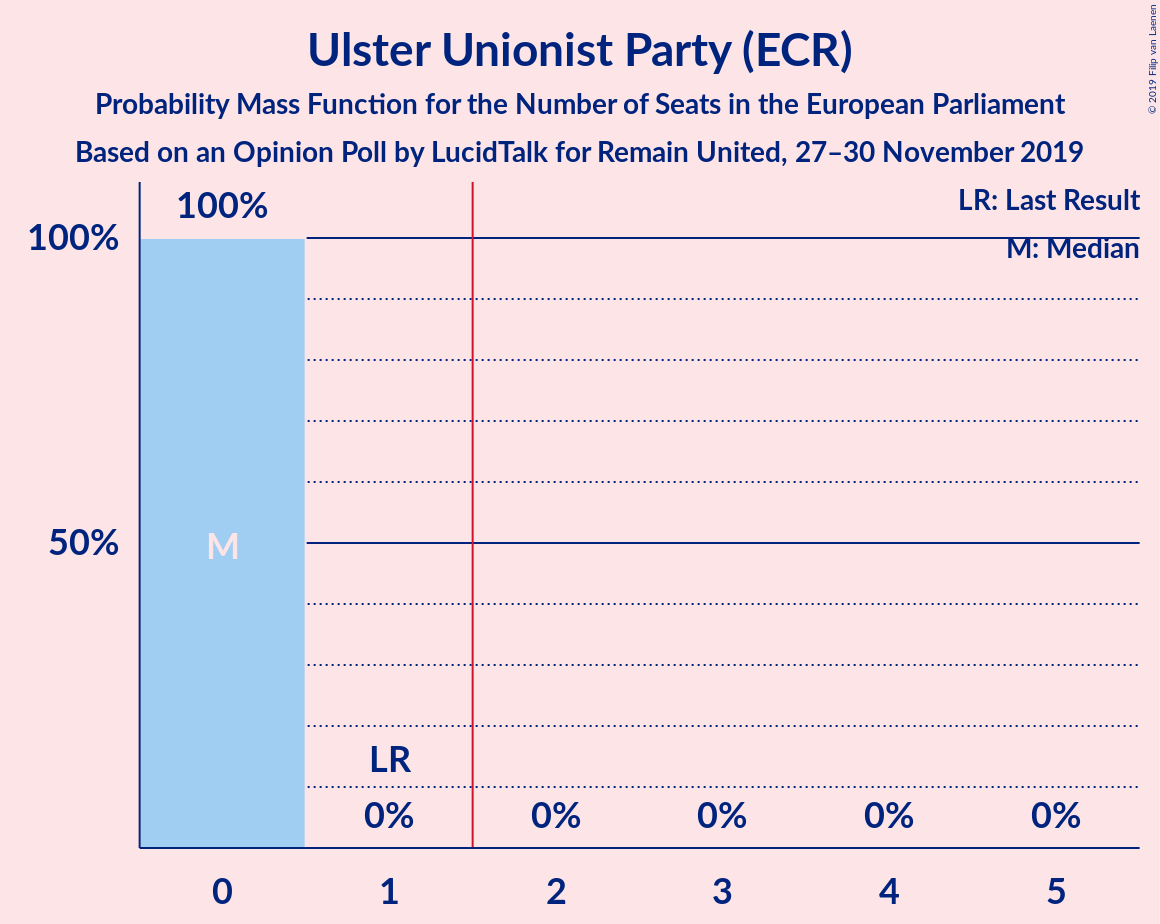 Ulster Unionist Party (ECR)
Probability Mass Function for the Number of Seats in the European Parliament
Based on an Opinion Poll by LucidTalk for Remain United, 27–30 November 2019
© 2019 Filip van Laenen
LR: Last Result
M: Median
100%
100%
50%
M
LR
0%
0%
0%
0%
0%
0
1
2
3
4
5